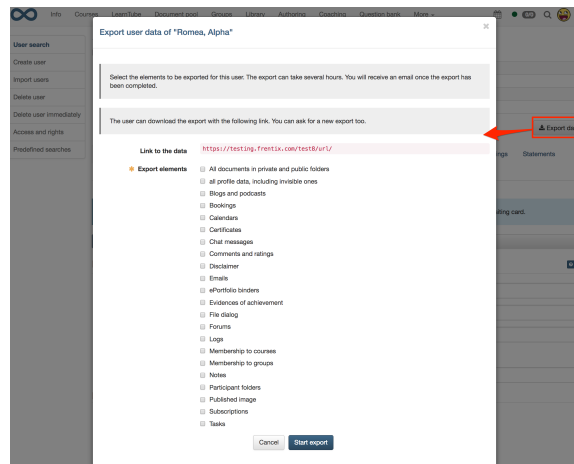 Info Courses LearnTube Document pool Groups Library Authoring Coaching Question bank More
Export user data of "Romea, Alpha"
User search
Create user
Import users
Delete user
Delete user immediately
Access and rights
Predefined searches
Select the elements to be exported for this user. The export can take several hours. You will receive an email once the export has
been completed.
The user can download the export with the following link. You can ask for a new export too.
Export da
Link to the data https://testing.frentix.com/test8/url/
ngs Statements
Export elements
All documents in private and public folders
all profile data, including invisible ones
Blogs and podcasts
Bookings
Calendars
Certificates
Chat messages
Comments and ratings
Disclaimer
Emails
ePortfolio binders
Evidences of achievement
File dialog
Forums
Logs
Membership to courses
Membership to groups
Notes
Participant folders
Published image
Subscriptions
Tasks
siting card.
Cancel Start export